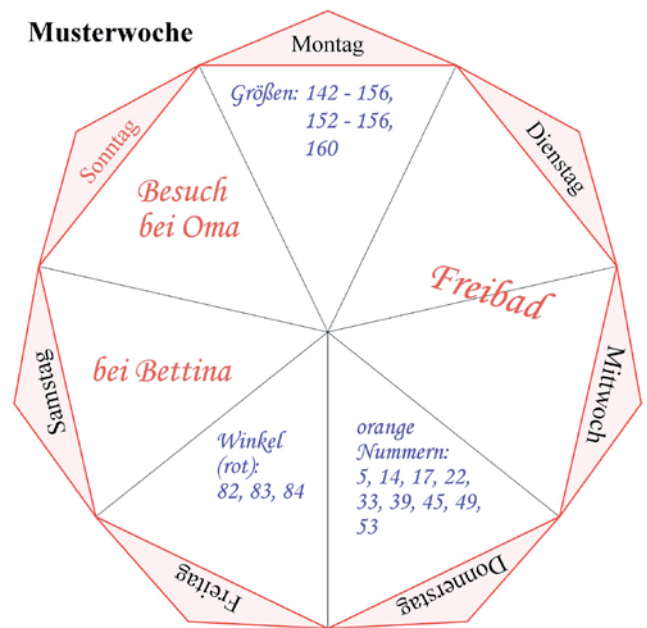 Musterwoche
Montag
Größen: 142 - 156,
152 - 156,
160
Dienstag
Freibad
Mittwoch
orange
Nummern:
5, 14, 17, 22,
33, 39, 45, 49,
53
Donnerstag
Winkel
(rot):
82, 83, 84
Freitag
bei Bettina
Samstag
Besuch
bei Oma
Sonntag